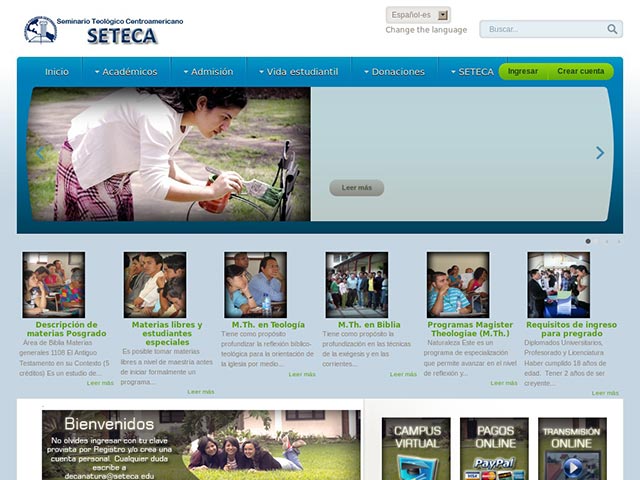 Seminario Teológico Centroamericano
SETECA
Español-es
Change the language
Buscar...
Inicio
Académicos
Admisión
Vida estudiantil
Donaciones
SETECA
Ingresar
Crear cuenta
Leer más
Descripción de
materias Posgrado
Área de Biblia Materias
generales 1108 El Antiguo
Testamento en su Contexto (5
créditos) Es un estudio de...
Leer más
Materias libres y
estudiantes
especiales
Es posible tomar materias
libres a nivel de maestría antes
de iniciar formalmente un
programa...
Leer más
M.Th. en Teología
Tiene como propósito
profundizar la reflexión bíblico-
teológica para la orientación de
la iglesia por medio...
Leer más
M.Th. en Biblia
Tiene como propósito la
profundización en las técnicas
de la exégesis y en las
corrientes...
Leer más
Programas Magister
Theologiae (M.Th.)
Naturaleza Éste es un
programa de especialización
que permite avanzar en el nivel
de reflexión y...
Leer más
Requisitos de ingreso
para pregrado
Diplomados Universitarios,
Profesorado y Licenciatura
Haber cumplido 18 años de
edad. Tener 2 años de ser
creyente...
Leer más
Bienvenidos
No olvides ingresar con tu clave
provista por Registro y/o crea una
cuenta personal. Cualquier duda
escribe a
decanatura@seteca.edu
CAMPUS
VIRTUAL
PAGOS
ONLINE
PayPal
TRANSMISIÓN
ONLINE